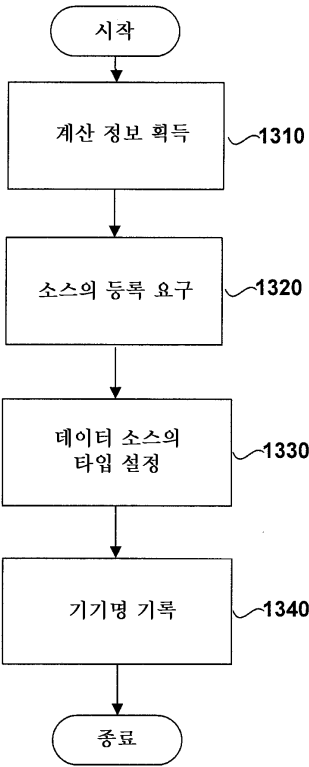 시작
계산 정보 획득
1310
소스의 등록 요구
1320
데이터 소스의
타입 설정
1330
기기명 기록
1340
종료